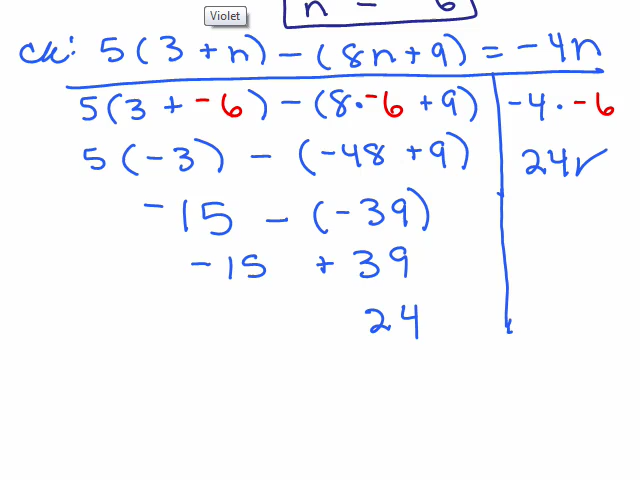 Violet
n = -6
ck: 5(3+n) - (8n+9) = -4n
5(3 + -6) - (8·-6 + 9) -4·-6
5(-3) - (-48 + 9) 24✓
-15 - (-39)
-15 + 39
24